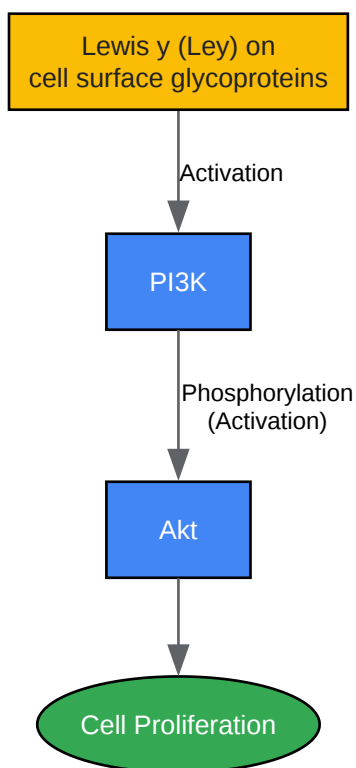 Lewis y (Ley) on
cell surface glycoproteins
Activation
PI3K
Phosphorylation
(Activation)
Akt
Cell Proliferation